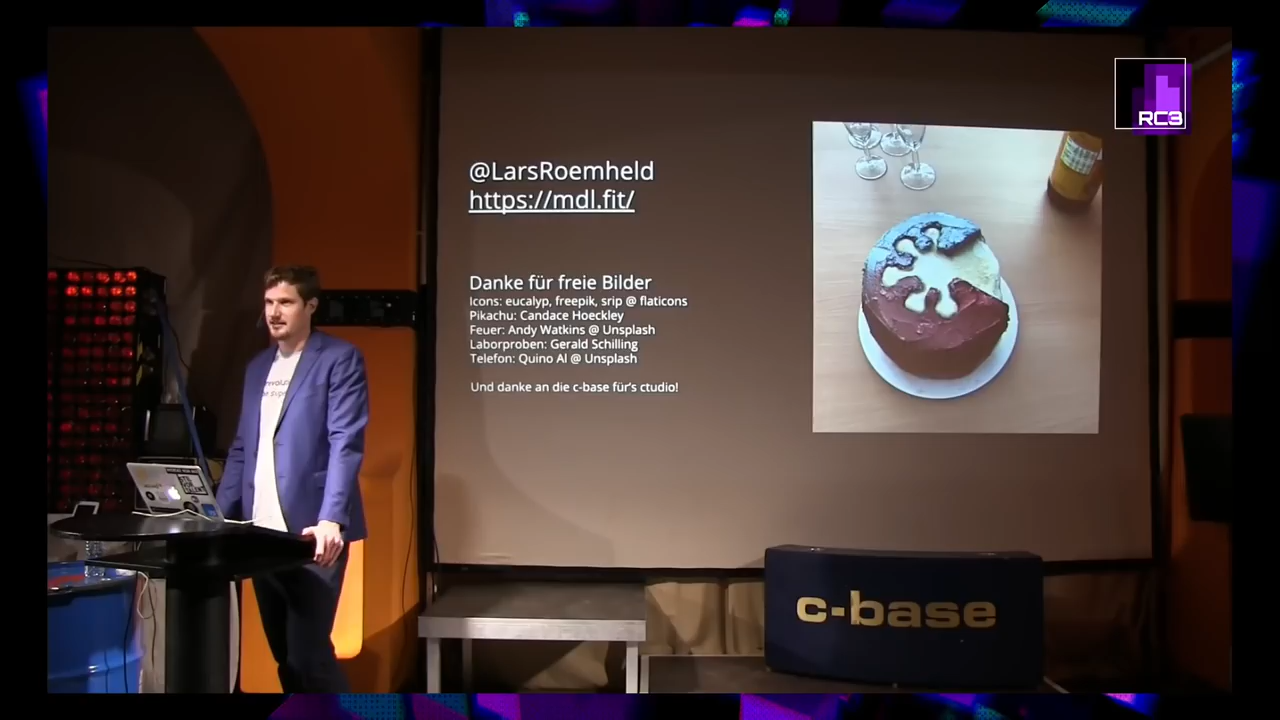 RC3
@LarsRoemheld
https://mdl.fit/
Danke für freie Bilder
Icons: eucalyp, freepik, srip @ flaticons
Pikachu: Candace Hoeckley
Feuer: Andy Watkins @ Unsplash
Laborproben: Gerald Schilling
Telefon: Quino Al @ Unsplash
Und danke an die c-base für's ctudio!
c-base